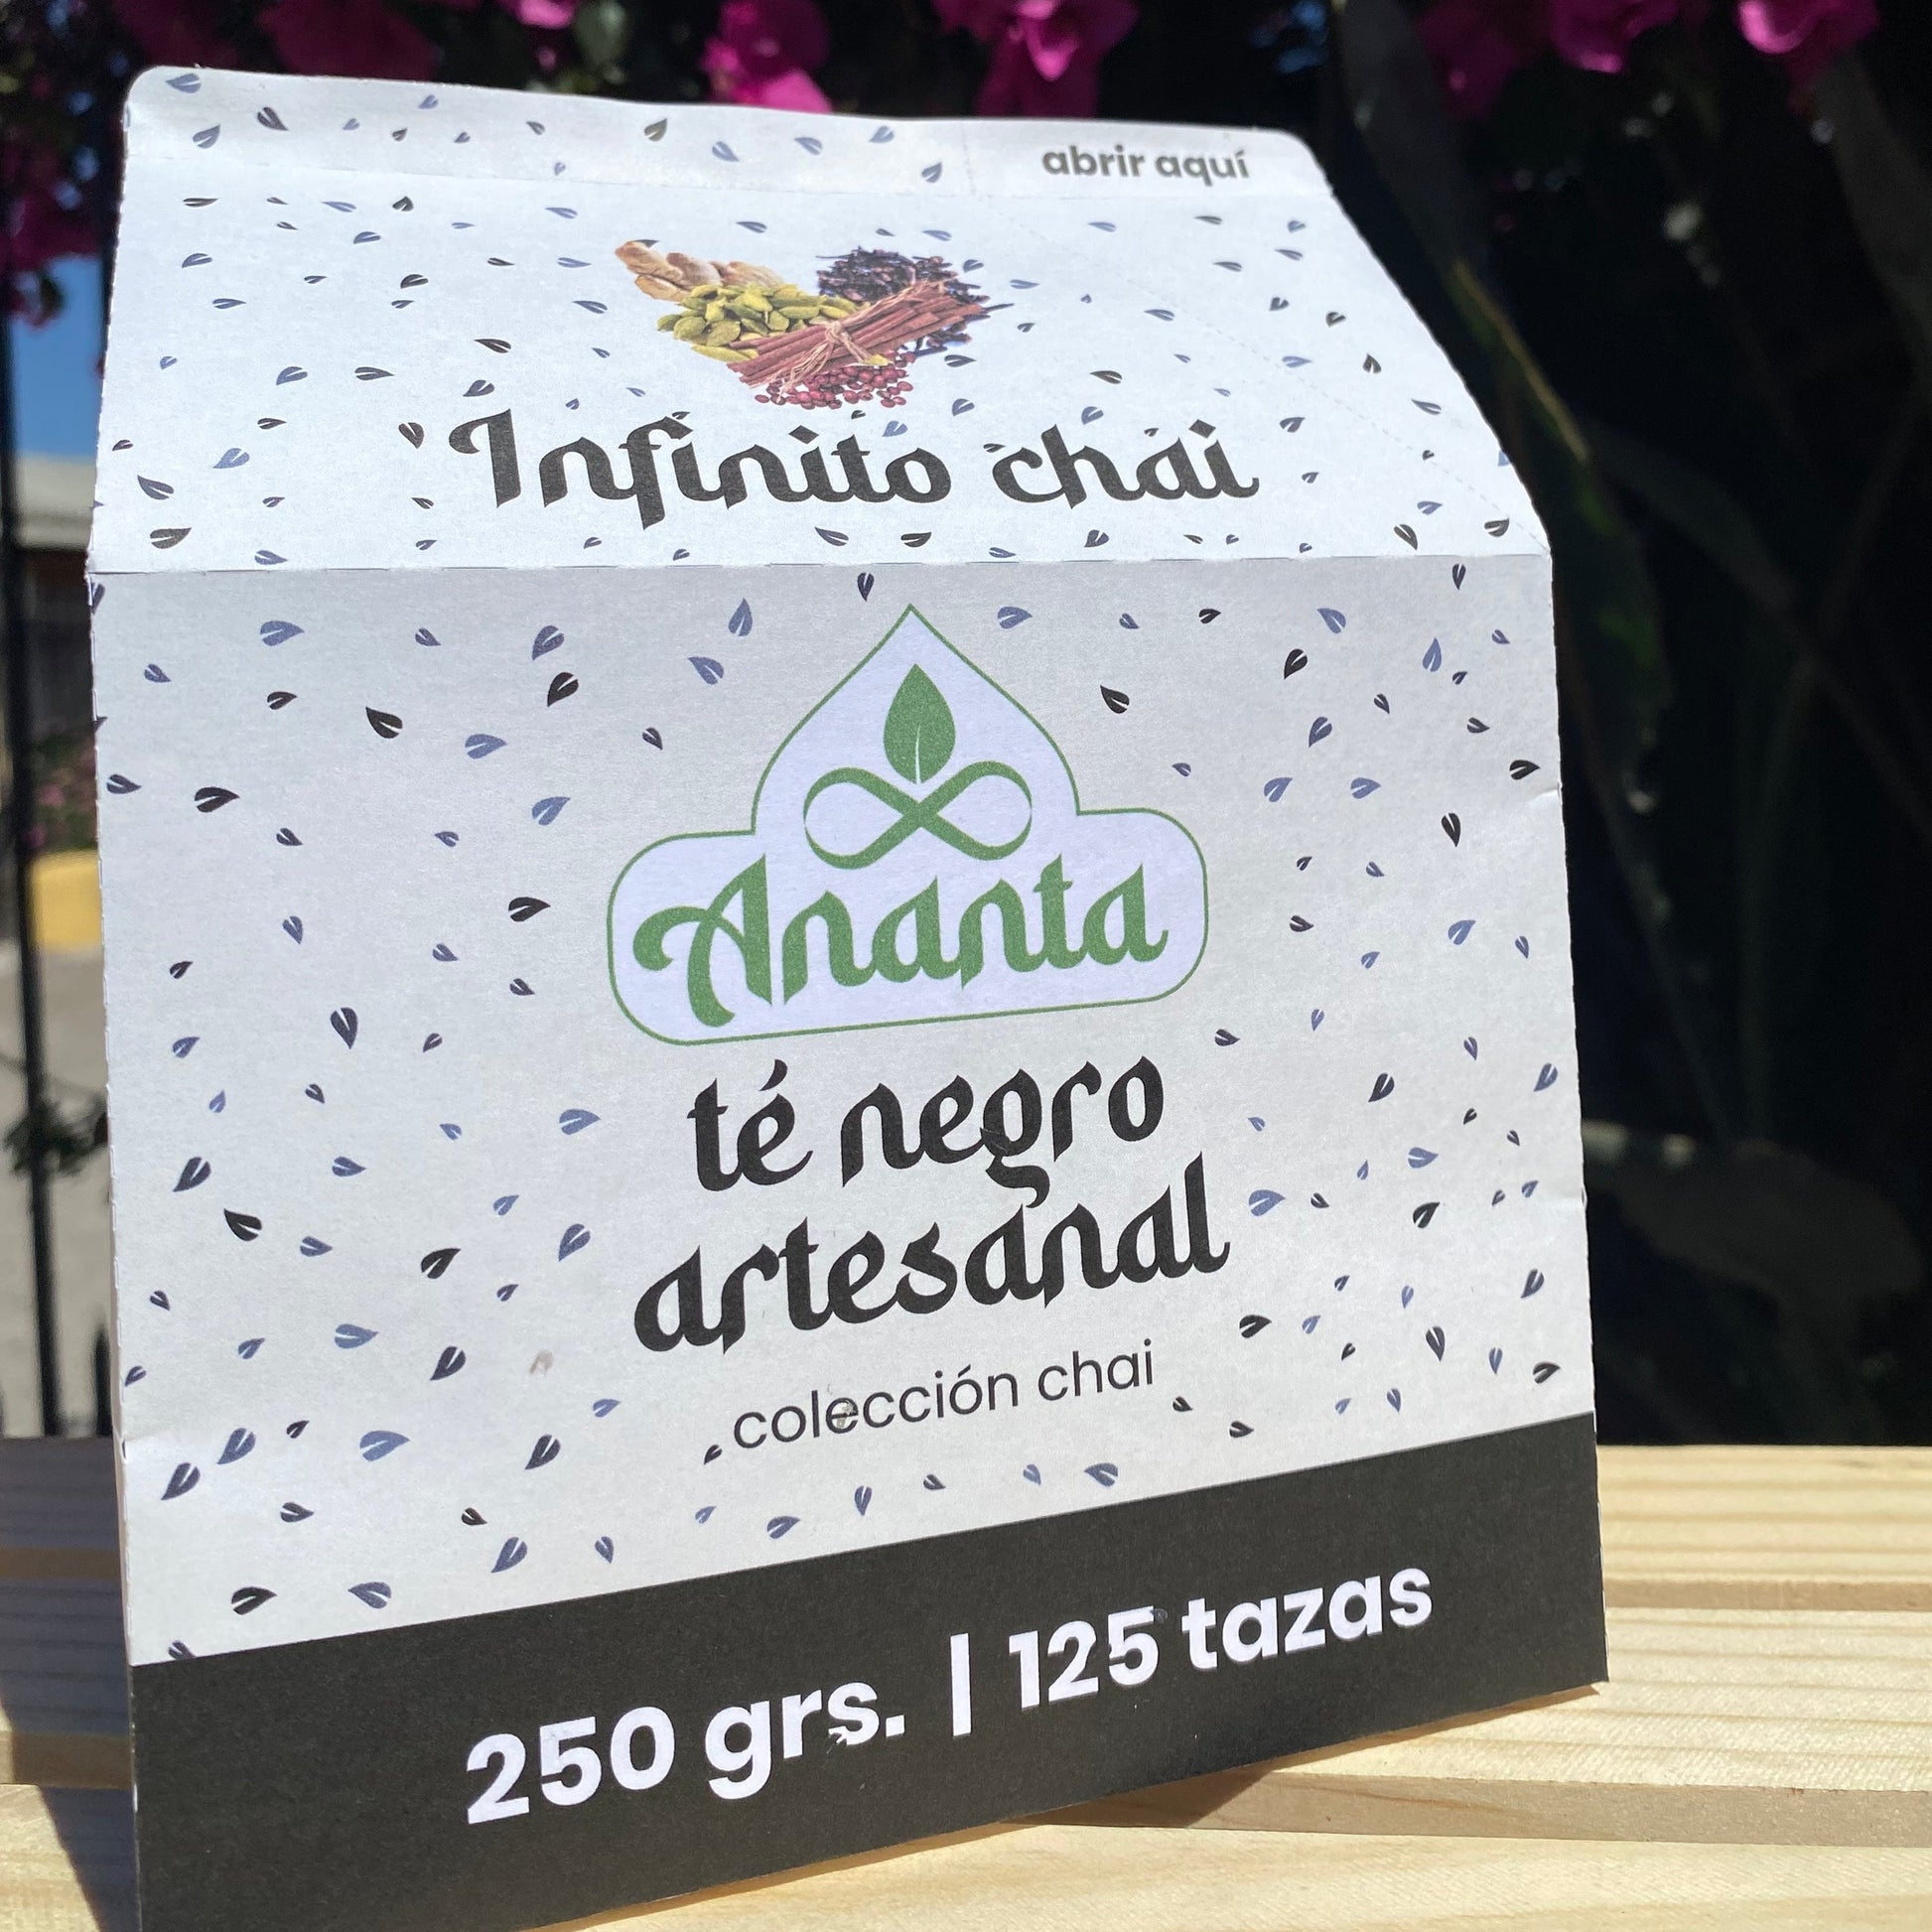 abrir aquí
Infinito chai
Ananta
té negro
artesanal
colección chai
250 grs. | 125 tazas